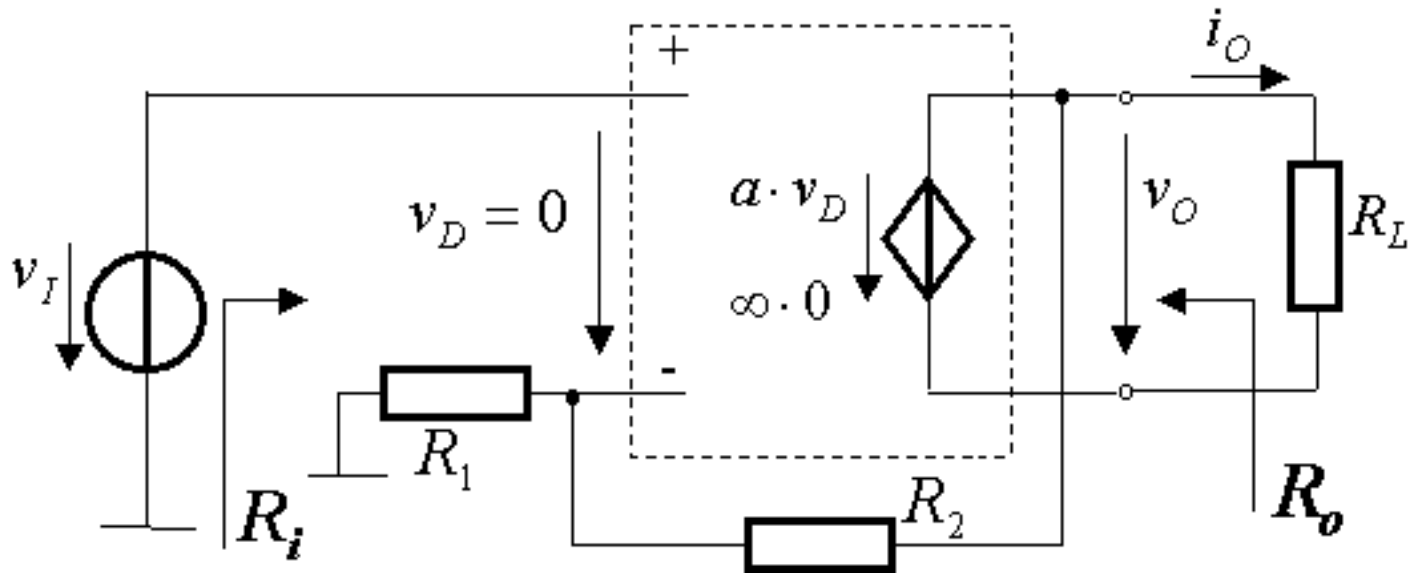 i_O
+
v_D = 0
a · v_D
v_O
R_L
v_I
∞ · 0
-
R_1
R_i
R_2
R_o